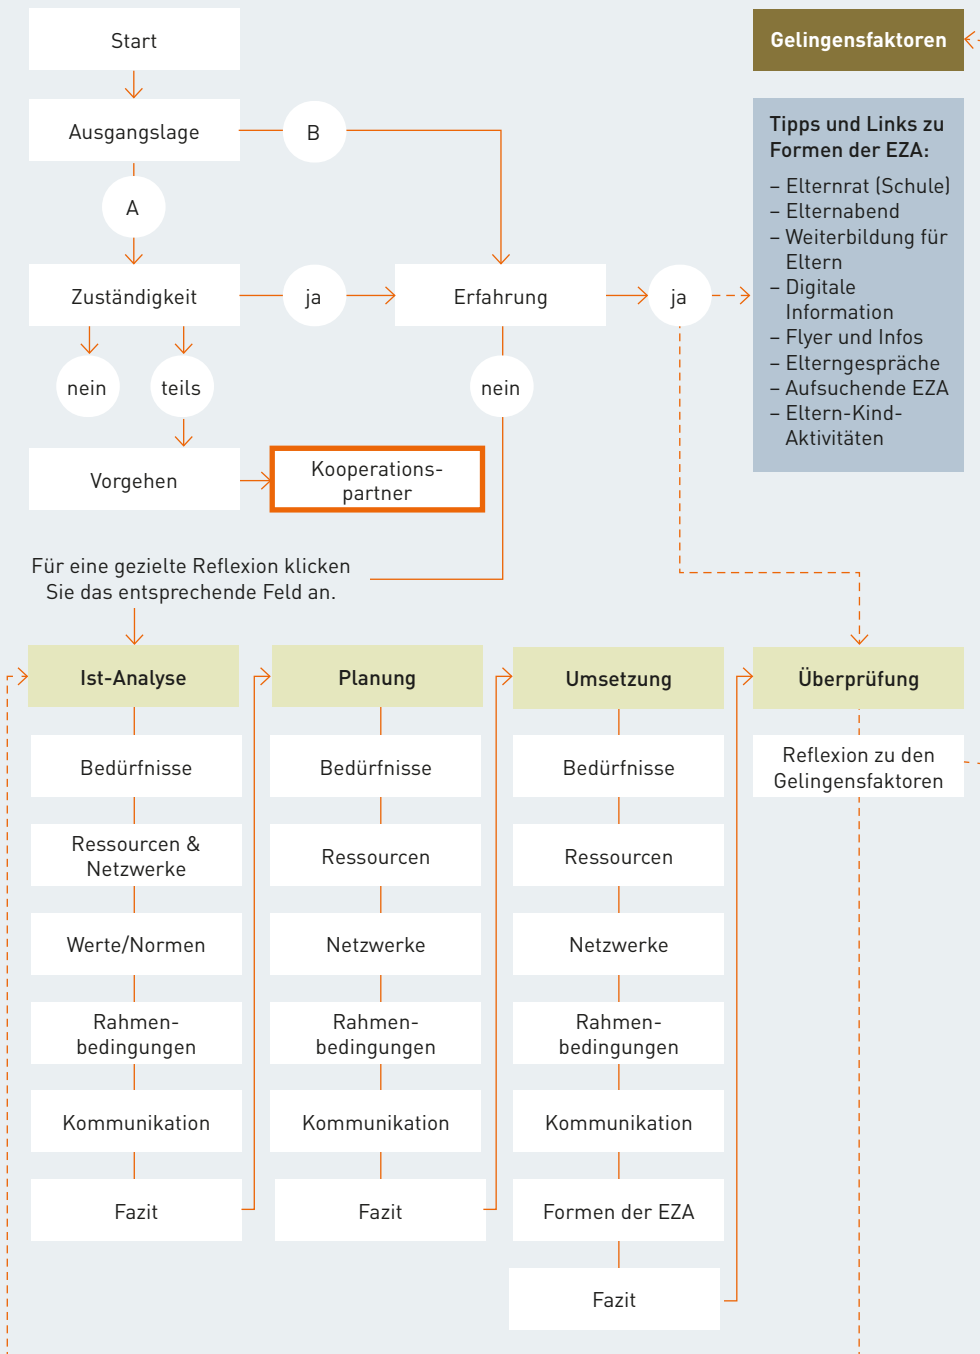 Start
Gelingensfaktoren
Ausgangslage
B
A
Tipps und Links zu
Formen der EZA:
– Elternrat (Schule)
– Elternabend
– Weiterbildung für
Eltern
– Digitale
Information
– Flyer und Infos
– Elterngespräche
– Aufsuchende EZA
– Eltern-Kind-
Aktivitäten
Zuständigkeit
ja
Erfahrung
ja
nein
teils
nein
Vorgehen
Kooperations-
partner
Für eine gezielte Reflexion klicken
Sie das entsprechende Feld an.
Ist-Analyse
Bedürfnisse
Ressourcen &
Netzwerke
Werte/Normen
Rahmen-
bedingungen
Kommunikation
Fazit
Planung
Bedürfnisse
Ressourcen
Netzwerke
Rahmen-
bedingungen
Kommunikation
Fazit
Umsetzung
Bedürfnisse
Ressourcen
Netzwerke
Rahmen-
bedingungen
Kommunikation
Formen der EZA
Fazit
Überprüfung
Reflexion zu den
Gelingensfaktoren